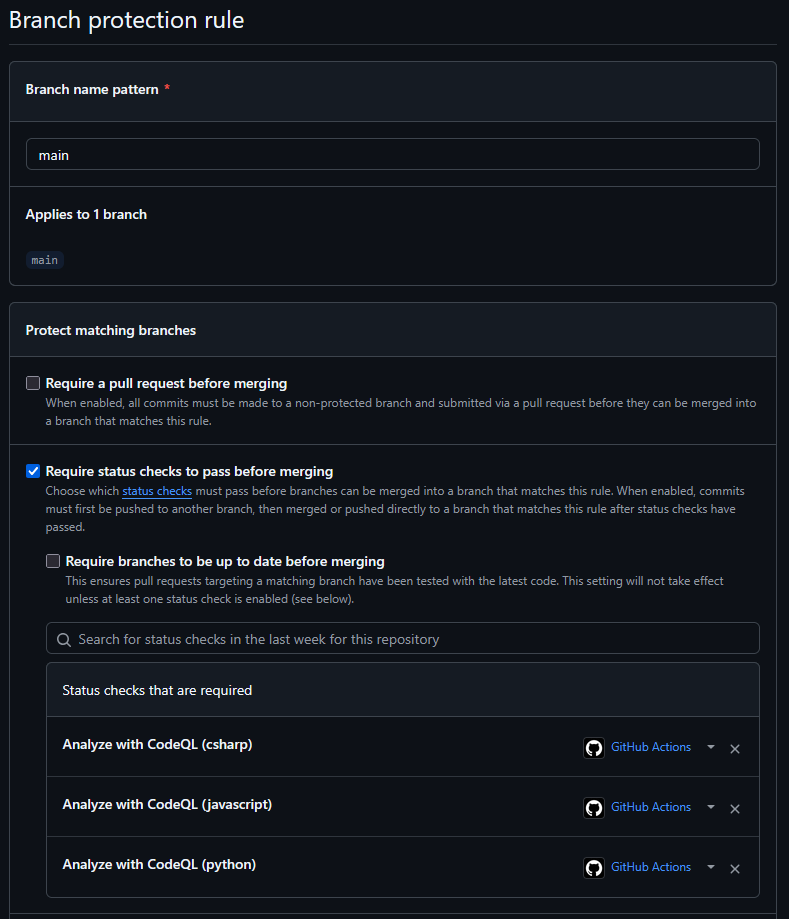 Branch protection rule
Branch name pattern *
main
Applies to 1 branch
main
Protect matching branches
Require a pull request before merging
When enabled, all commits must be made to a non-protected branch and submitted via a pull request before they can be merged into
a branch that matches this rule.
Require status checks to pass before merging
Choose which status checks must pass before branches can be merged into a branch that matches this rule. When enabled, commits
must first be pushed to another branch, then merged or pushed directly to a branch that matches this rule after status checks have
passed.
Require branches to be up to date before merging
This ensures pull requests targeting a matching branch have been tested with the latest code. This setting will not take effect
unless at least one status check is enabled (see below).
Search for status checks in the last week for this repository
Status checks that are required
Analyze with CodeQL (csharp) GitHub Actions
Analyze with CodeQL (javascript) GitHub Actions
Analyze with CodeQL (python) GitHub Actions